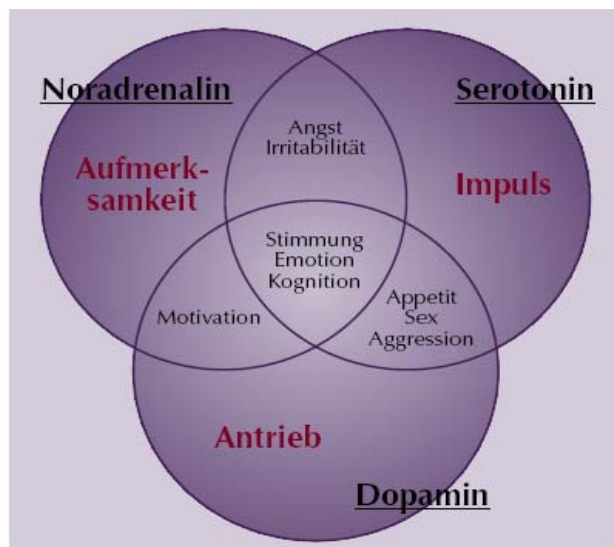 Noradrenalin
Serotonin
Angst
Irritabilität
Aufmerk-
samkeit
Impuls
Stimmung
Emotion
Kognition
Motivation
Appetit
Sex
Aggression
Antrieb
Dopamin